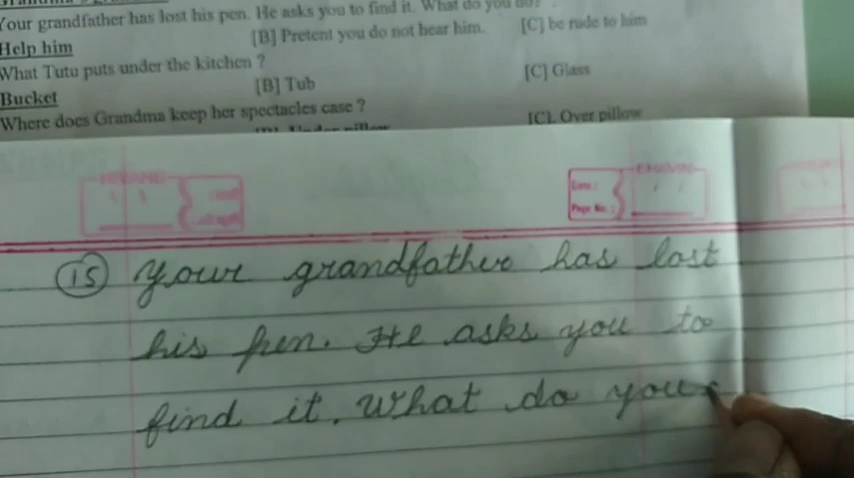 Your grandfather has lost his pen. He asks you to find it. What do you do?
Help him
[B] Pretent you do not hear him.
[C] be rude to him
What Tutu puts under the kitchen ?
Bucket
[B] Tub
[C] Glass
Where does Grandma keep her spectacles case ?
[C]. Over pillow
Date :
Page No. :
15 Your grandfather has lost
his pen. He asks you to
find it. What do you